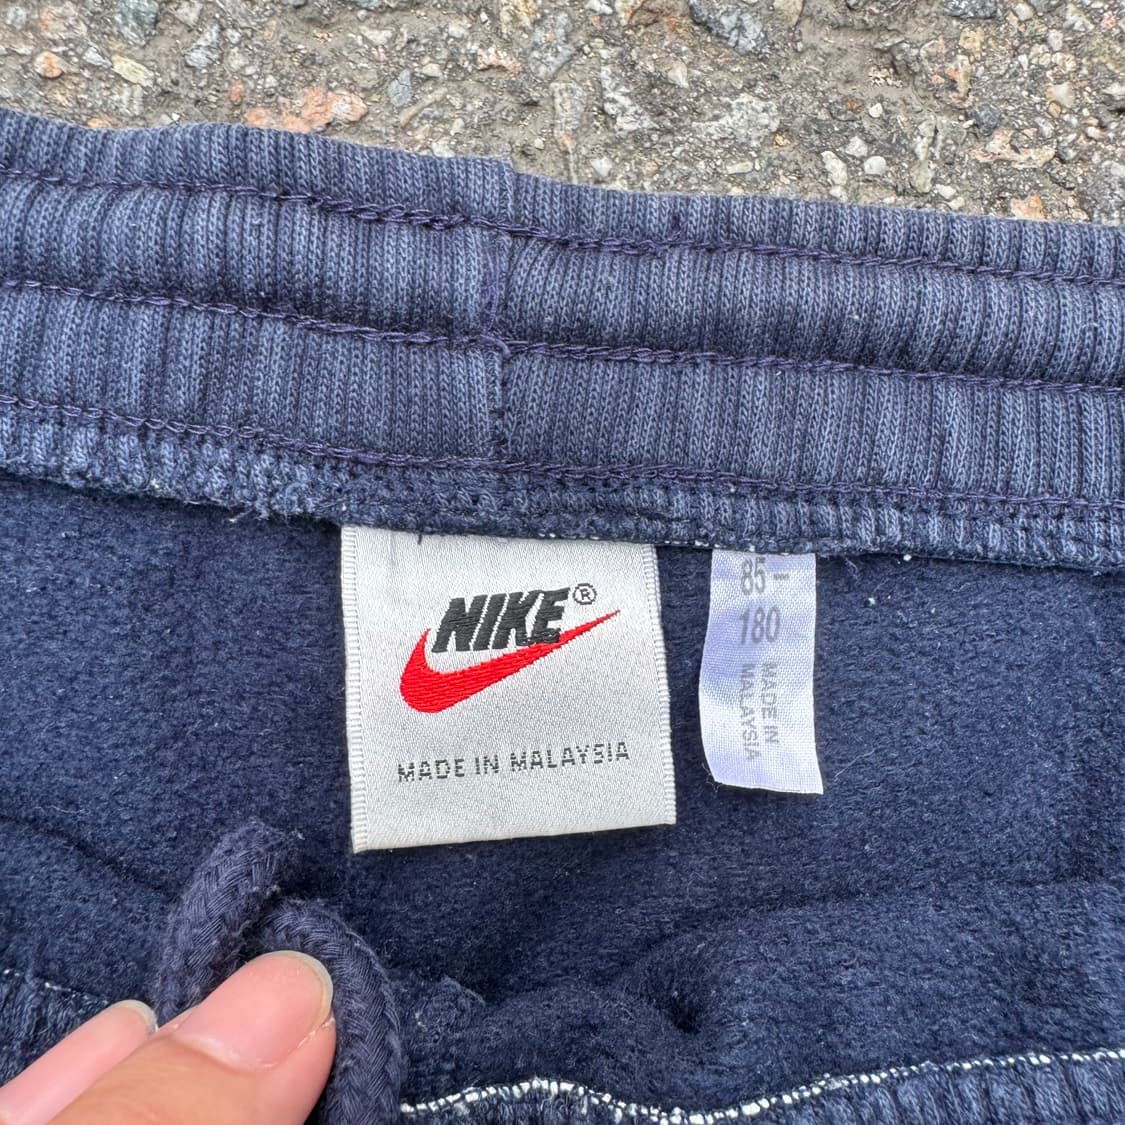 NIKE®
MADE IN MALAYSIA
85-
180
MADE IN
MALAYSIA